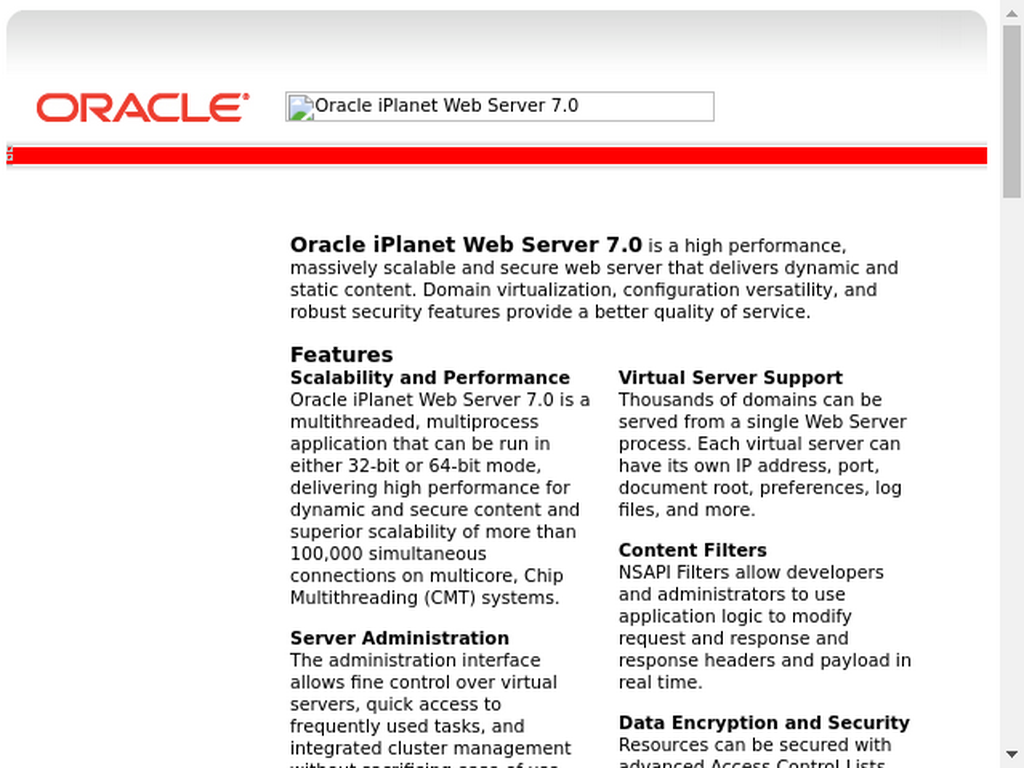 ORACLE
Oracle iPlanet Web Server 7.0
Oracle iPlanet Web Server 7.0 is a high performance,
massively scalable and secure web server that delivers dynamic and
static content. Domain virtualization, configuration versatility, and
robust security features provide a better quality of service.
Features
Scalability and Performance
Oracle iPlanet Web Server 7.0 is a
multithreaded, multiprocess
application that can be run in
either 32-bit or 64-bit mode,
delivering high performance for
dynamic and secure content and
superior scalability of more than
100,000 simultaneous
connections on multicore, Chip
Multithreading (CMT) systems.
Server Administration
The administration interface
allows fine control over virtual
servers, quick access to
frequently used tasks, and
integrated cluster management
without sacrificing ease of use.
Virtual Server Support
Thousands of domains can be
served from a single Web Server
process. Each virtual server can
have its own IP address, port,
document root, preferences, log
files, and more.
Content Filters
NSAPI Filters allow developers
and administrators to use
application logic to modify
request and response and
response headers and payload in
real time.
Data Encryption and Security
Resources can be secured with
advanced Access Control Lists